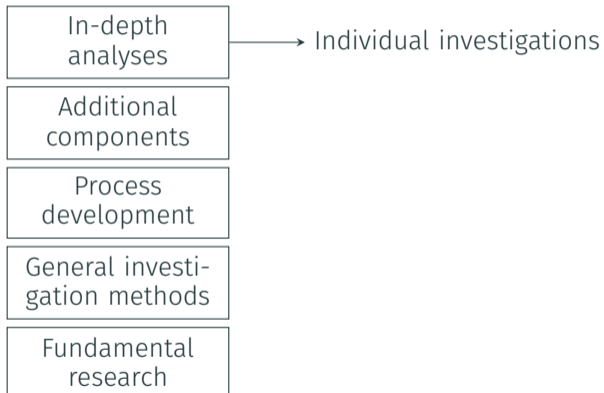 In-depth
analyses
Individual investigations
Additional
components
Process
development
General investi-
gation methods
Fundamental
research